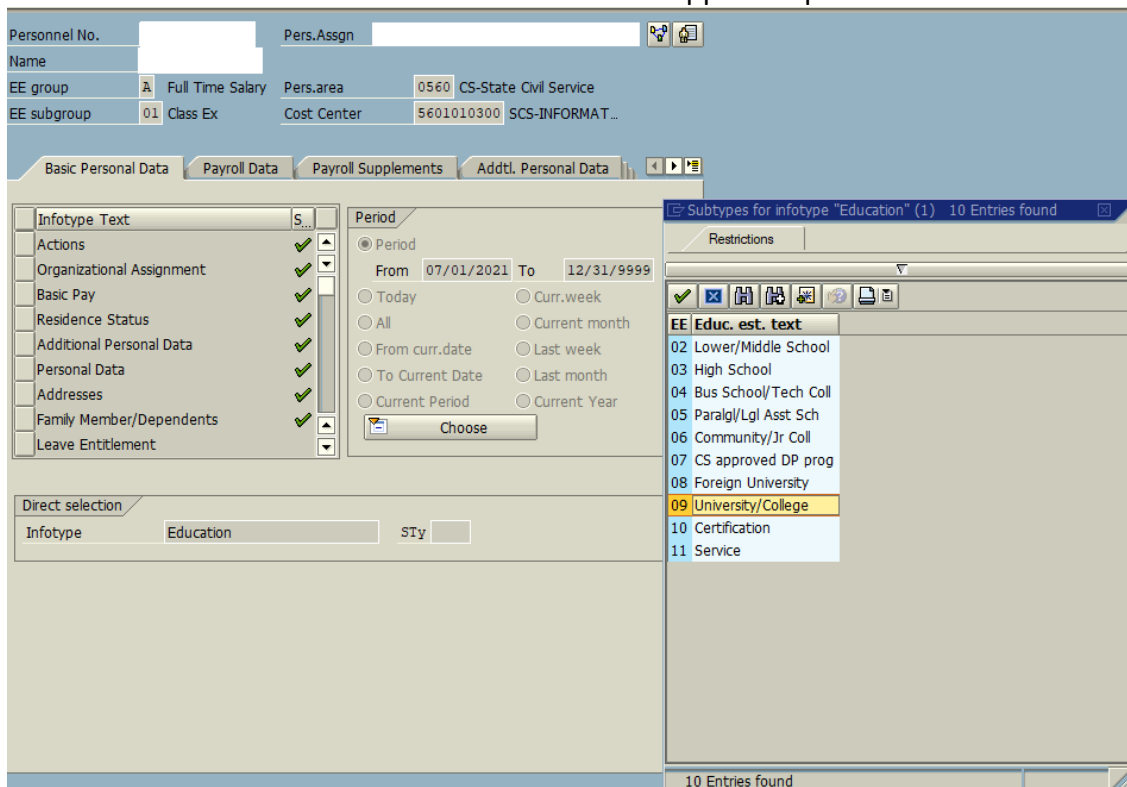 Personnel No. Pers.Assgn
Name
EE group A Full Time Salary Pers.area 0560 CS-State Civil Service
EE subgroup 01 Class Ex Cost Center 5601010300 SCS-INFORMAT...
Basic Personal Data Payroll Data Payroll Supplements Addtl. Personal Data
Infotype Text S...
Actions
Organizational Assignment
Basic Pay
Residence Status
Additional Personal Data
Personal Data
Addresses
Family Member/Dependents
Leave Entitlement
Period
Period
From 07/01/2021 To 12/31/9999
Today Curr.week
All Current month
From curr.date Last week
To Current Date Last month
Current Period Current Year
Choose
Direct selection
Infotype Education STy
Subtypes for infotype "Education" (1) 10 Entries found
Restrictions
EE Educ. est. text
02 Lower/Middle School
03 High School
04 Bus School/Tech Coll
05 Paralgl/Lgl Asst Sch
06 Community/Jr Coll
07 CS approved DP prog
08 Foreign University
09 University/College
10 Certification
11 Service
10 Entries found